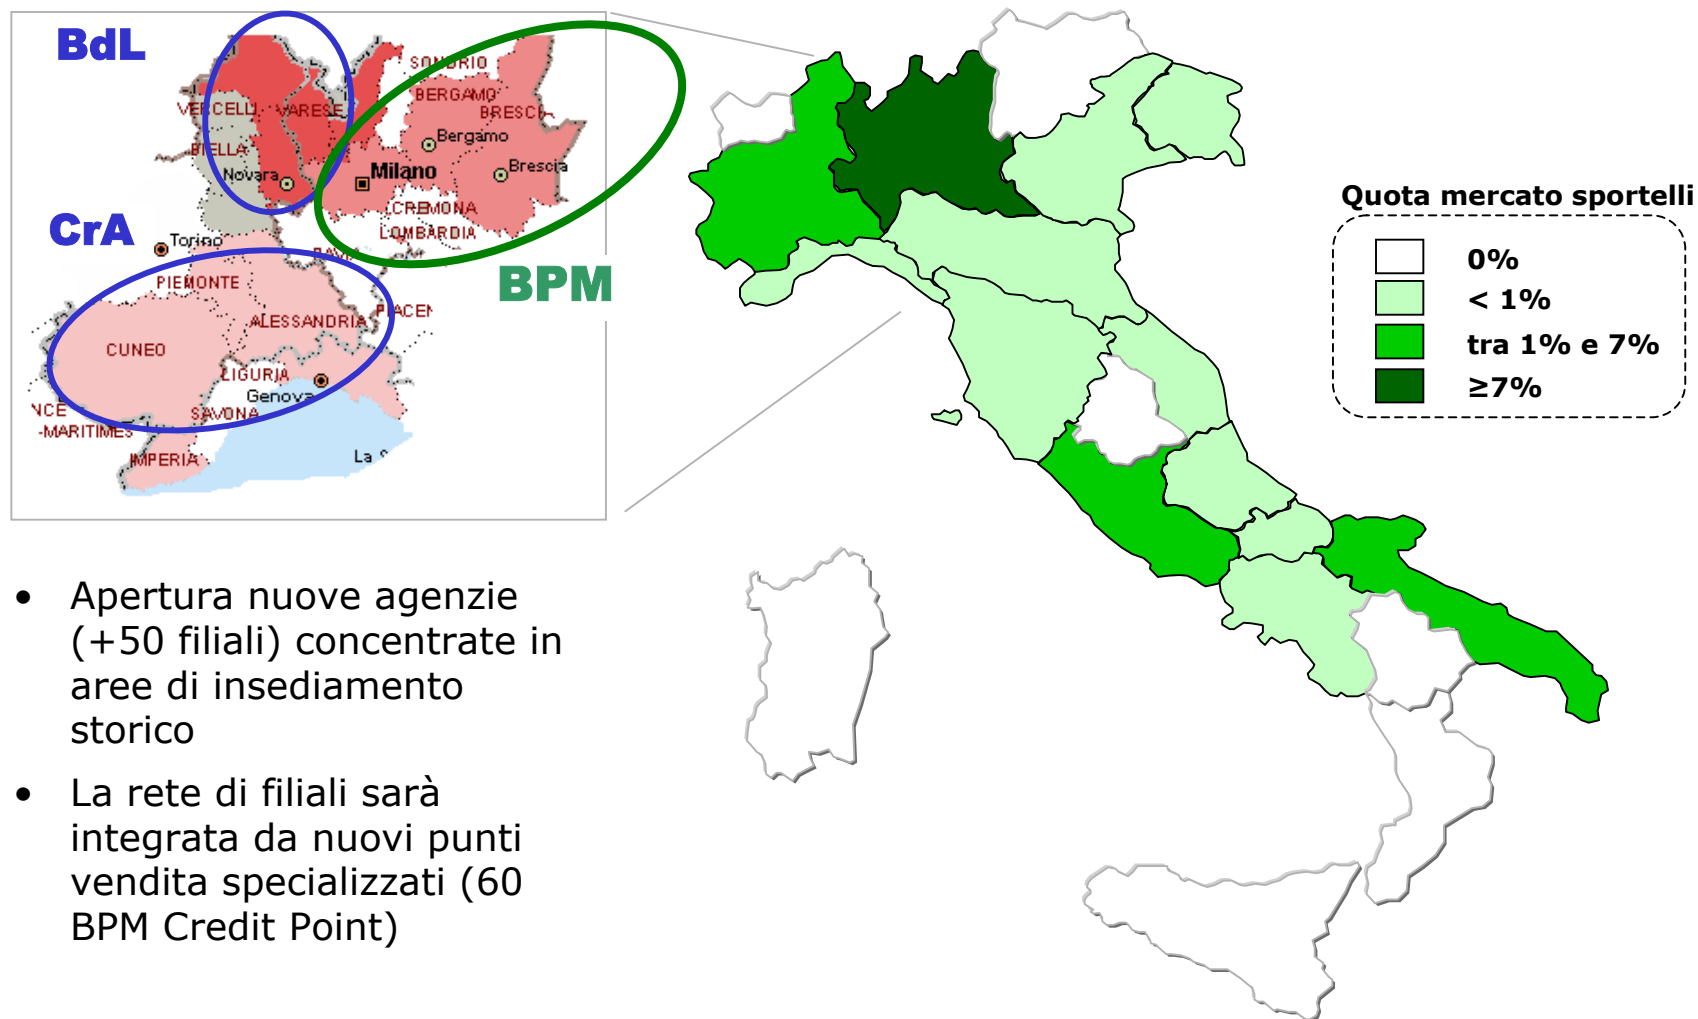 BdL
SONDRIO
BERGAMO
VERCELLI
VARESE
Bergamo
BIELLA
Milano
Brescia
Novara
CREMONA
CrA
LOMBARDIA
Torino
BPM
PIEMONTE
ALESSANDRIA
CUNEO
LIGURIA
Genova
SAVONA
-MARITIMES
IMPERIA
La
Quota mercato sportelli
0%
< 1%
tra 1% e 7%
≥7%
• Apertura nuove agenzie
(+50 filiali) concentrate in
aree di insediamento
storico
• La rete di filiali sarà
integrata da nuovi punti
vendita specializzati (60
BPM Credit Point)